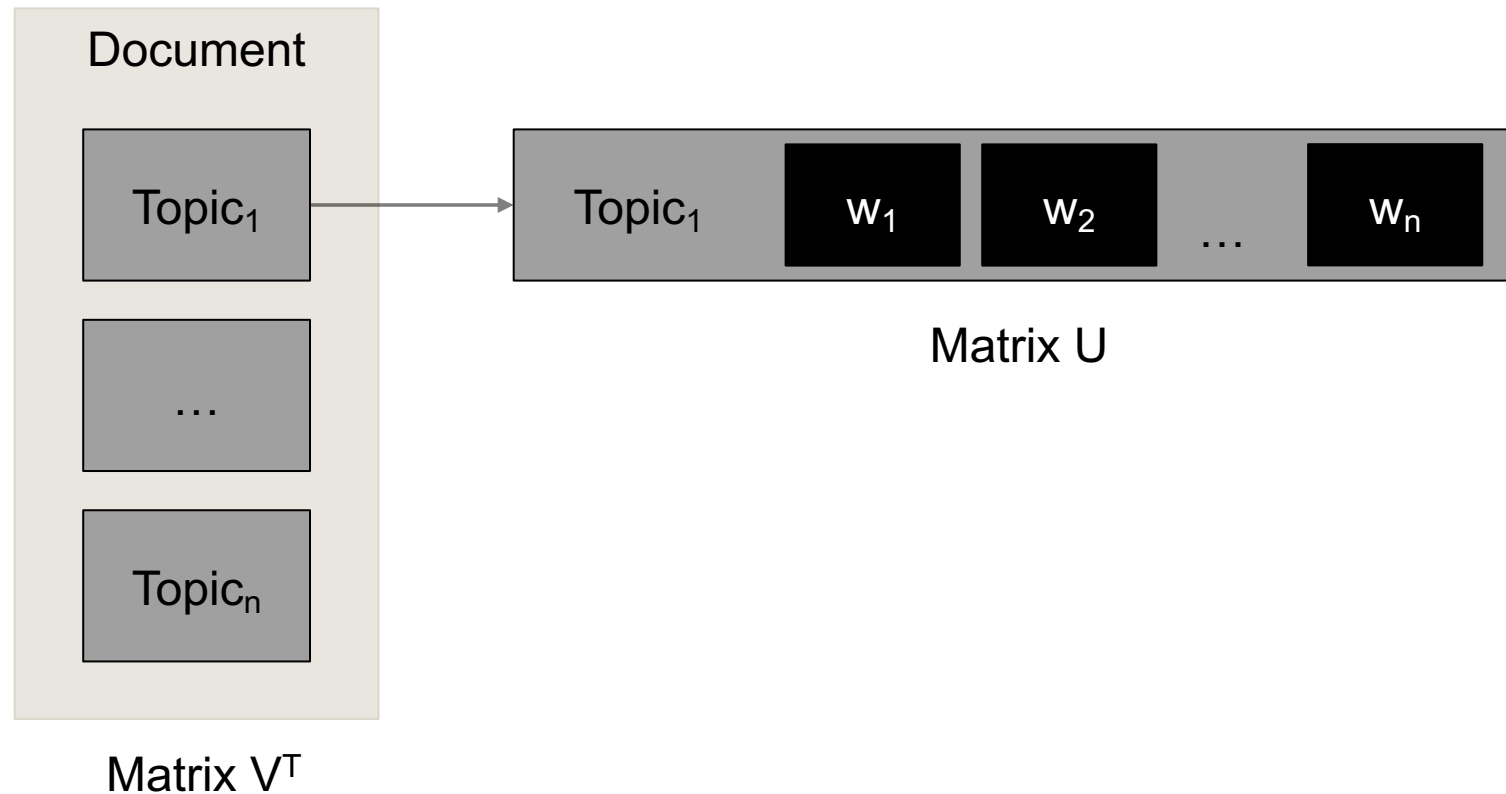 Document
Topic₁
Topic₁ w₁ w₂ … wₙ
Matrix U
…
Topicₙ
Matrix Vᵀ